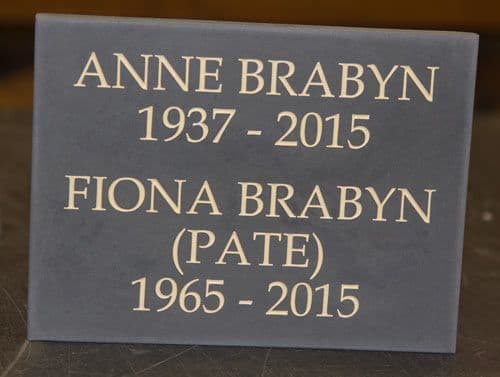 ANNE BRABYN
1937 - 2015
FIONA BRABYN
(PATE)
1965 - 2015